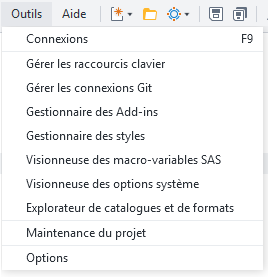 Outils Aide
Connexions F9
Gérer les raccourcis clavier
Gérer les connexions Git
Gestionnaire des Add-ins
Gestionnaire des styles
Visionneuse des macro-variables SAS
Visionneuse des options système
Explorateur de catalogues et de formats
Maintenance du projet
Options